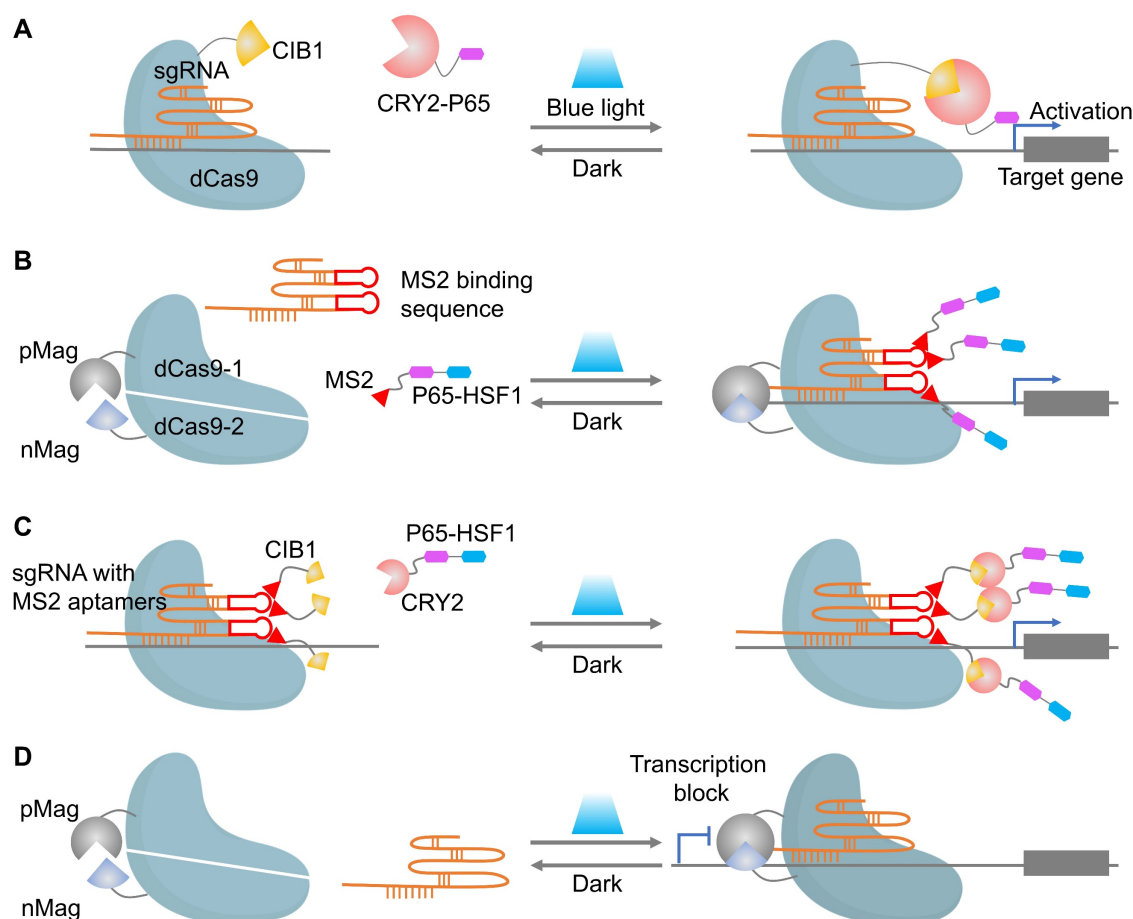 A
CIB1
sgRNA
CRY2-P65
dCas9
Blue light
Dark
Activation
Target gene
B
MS2 binding
sequence
pMag
dCas9-1
MS2
P65-HSF1
dCas9-2
nMag
Dark
C
CIB1
P65-HSF1
sgRNA with
MS2 aptamers
CRY2
Dark
D
pMag
nMag
Dark
Transcription
block